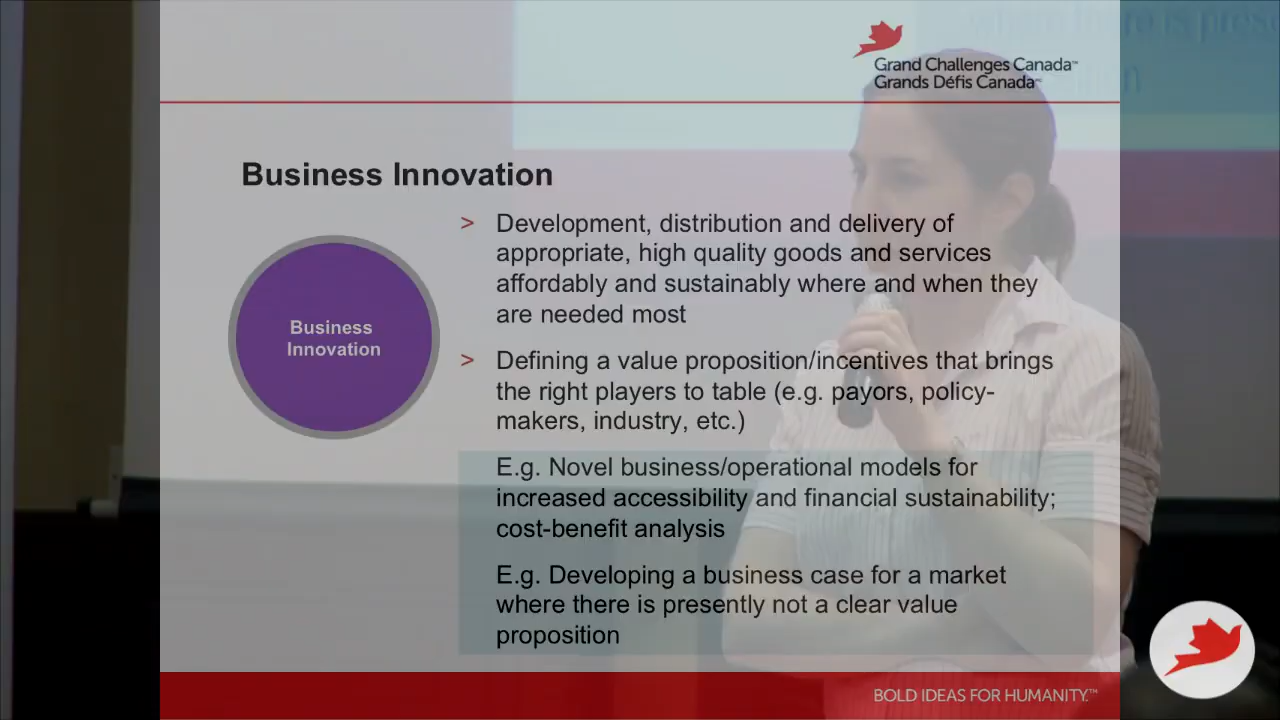 where there is prese
Grand Challenges Canada™
Grands Défis Canada™
Business Innovation
Business
Innovation
> Development, distribution and delivery of
appropriate, high quality goods and services
affordably and sustainably where and when they
are needed most
> Defining a value proposition/incentives that brings
the right players to table (e.g. payors, policy-
makers, industry, etc.)
E.g. Novel business/operational models for
increased accessibility and financial sustainability;
cost-benefit analysis
E.g. Developing a business case for a market
where there is presently not a clear value
proposition
BOLD IDEAS FOR HUMANITY.™